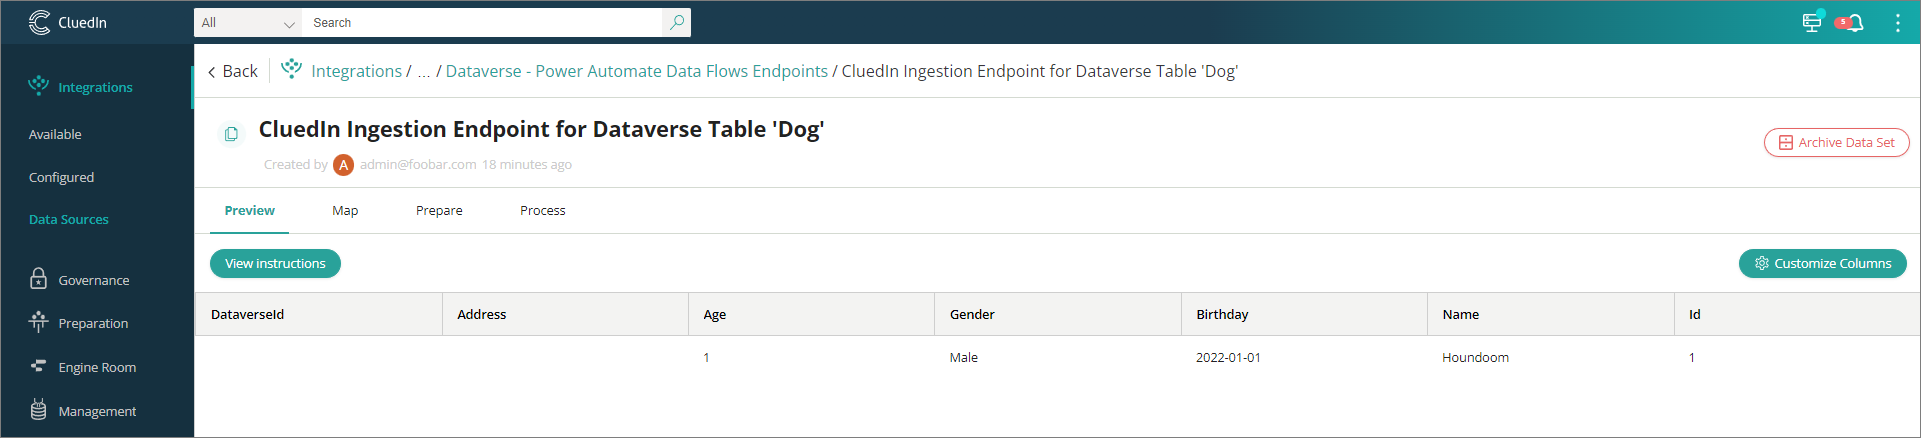 CluedIn
All
Search
5
Integrations
Available
Configured
Data Sources
Governance
Preparation
Engine Room
Management
Back
Integrations / ... / Dataverse - Power Automate Data Flows Endpoints / CluedIn Ingestion Endpoint for Dataverse Table 'Dog'
CluedIn Ingestion Endpoint for Dataverse Table 'Dog'
Created by A admin@foobar.com 18 minutes ago
Archive Data Set
Preview Map Prepare Process
View instructions
Customize Columns
DataverseId Address Age Gender Birthday Name Id
1 Male 2022-01-01 Houndoom 1